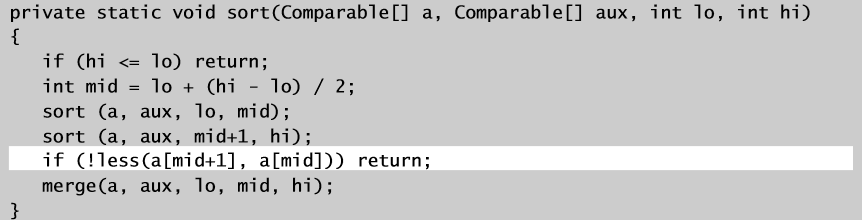 private static void sort(Comparable[] a, Comparable[] aux, int lo, int hi)
{
if (hi <= lo) return;
int mid = lo + (hi - lo) / 2;
sort (a, aux, lo, mid);
sort (a, aux, mid+1, hi);
if (!less(a[mid+1], a[mid])) return;
merge(a, aux, lo, mid, hi);
}